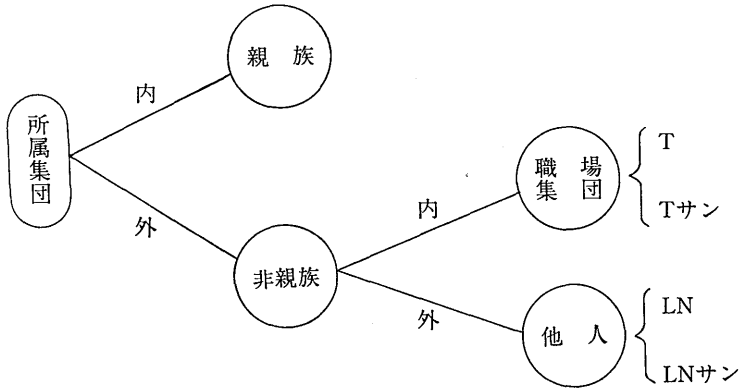 所属集団
内
親族
外
非親族
内
職場
集団
T
Tサン
外
他人
LN
LNサン